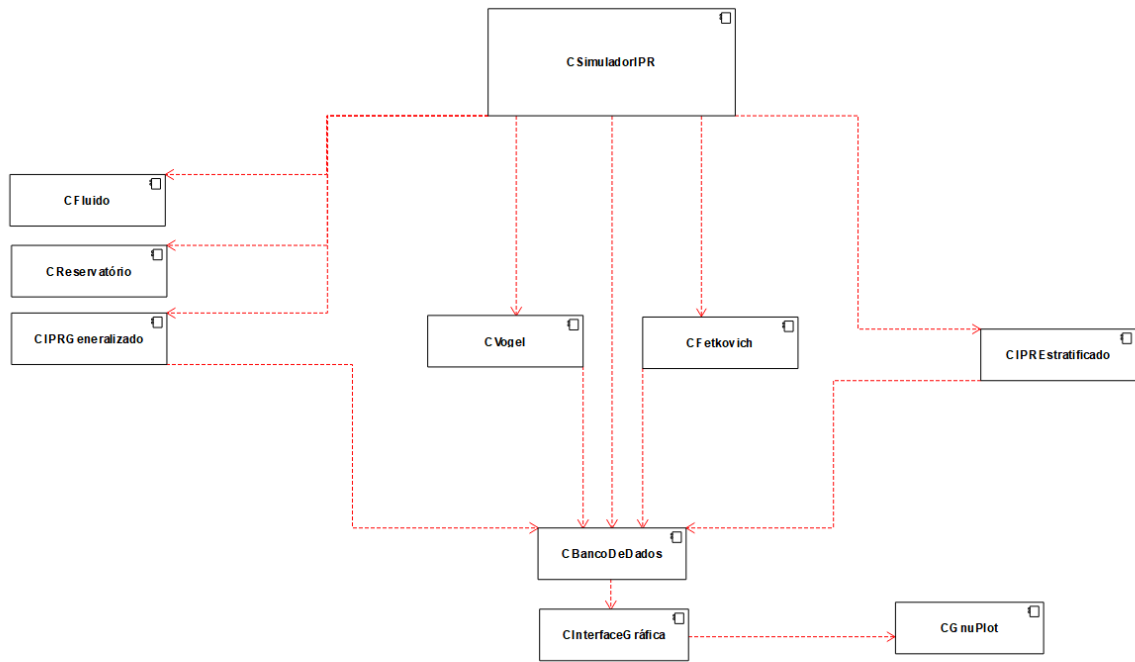 CSimuladorIPR
CFluido
CReservatório
CIPRGeneralizado
CVogel
CFetkovich
CIPREstratificado
CBancoDeDados
CInterfaceGráfica
CGnuPlot